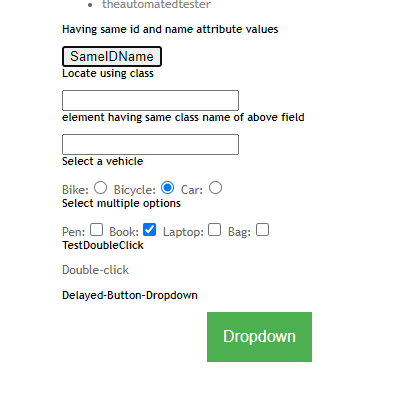 theautomatedtester
Having same id and name attribute values
SameIDName
Locate using class
element having same class name of above field
Select a vehicle
Bike: Bicycle: Car:
Select multiple options
Pen: Book: Laptop: Bag:
TestDoubleClick
Double-click
Delayed-Button-Dropdown
Dropdown